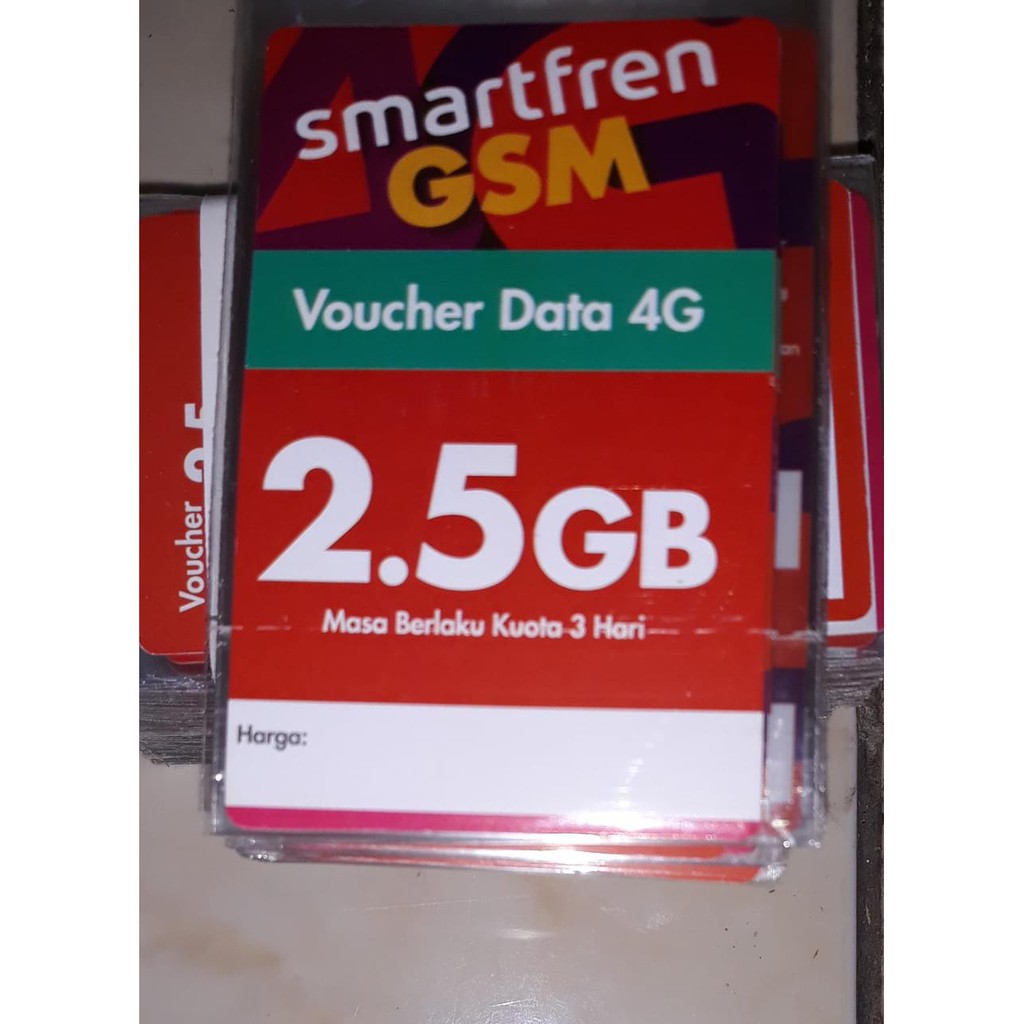 smartfren
GSM
Voucher Data 4G
2.5GB
Masa Berlaku Kuota 3 Hari
Harga:
Voucher